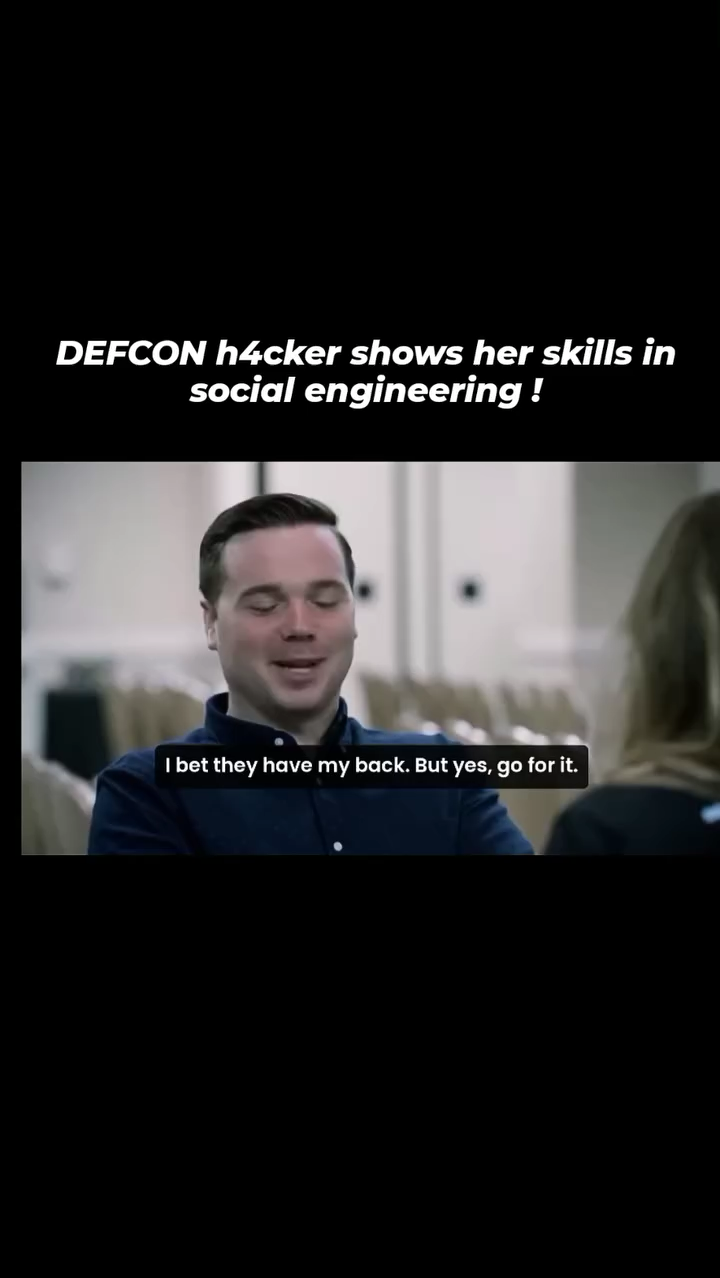 DEFCON h4cker shows her skills in
social engineering !
I bet they have my back. But yes, go for it.